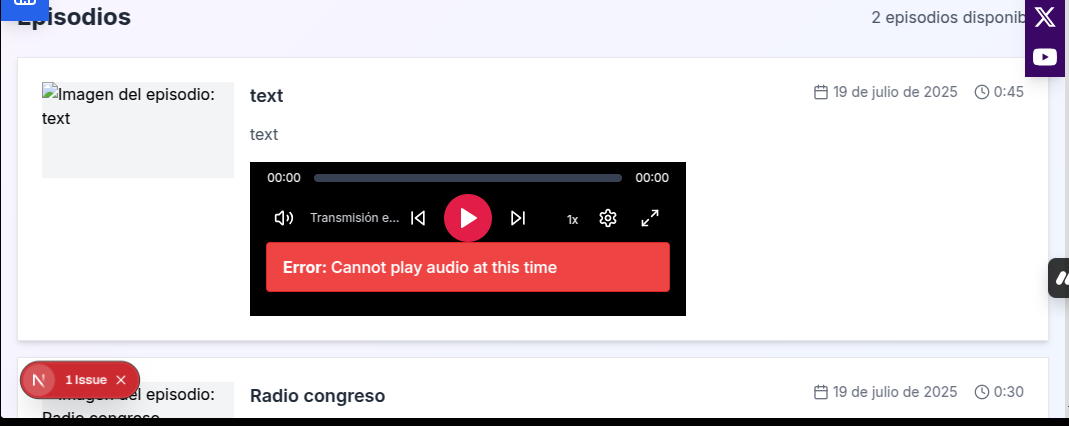 Episodios
2 episodios disponib
Imagen del episodio:
text
text
19 de julio de 2025
0:45
text
00:00
00:00
Transmisión e...
1x
Error: Cannot play audio at this time
1 Issue
Imagen del episodio:
Radio congreso
Radio congreso
19 de julio de 2025
0:30